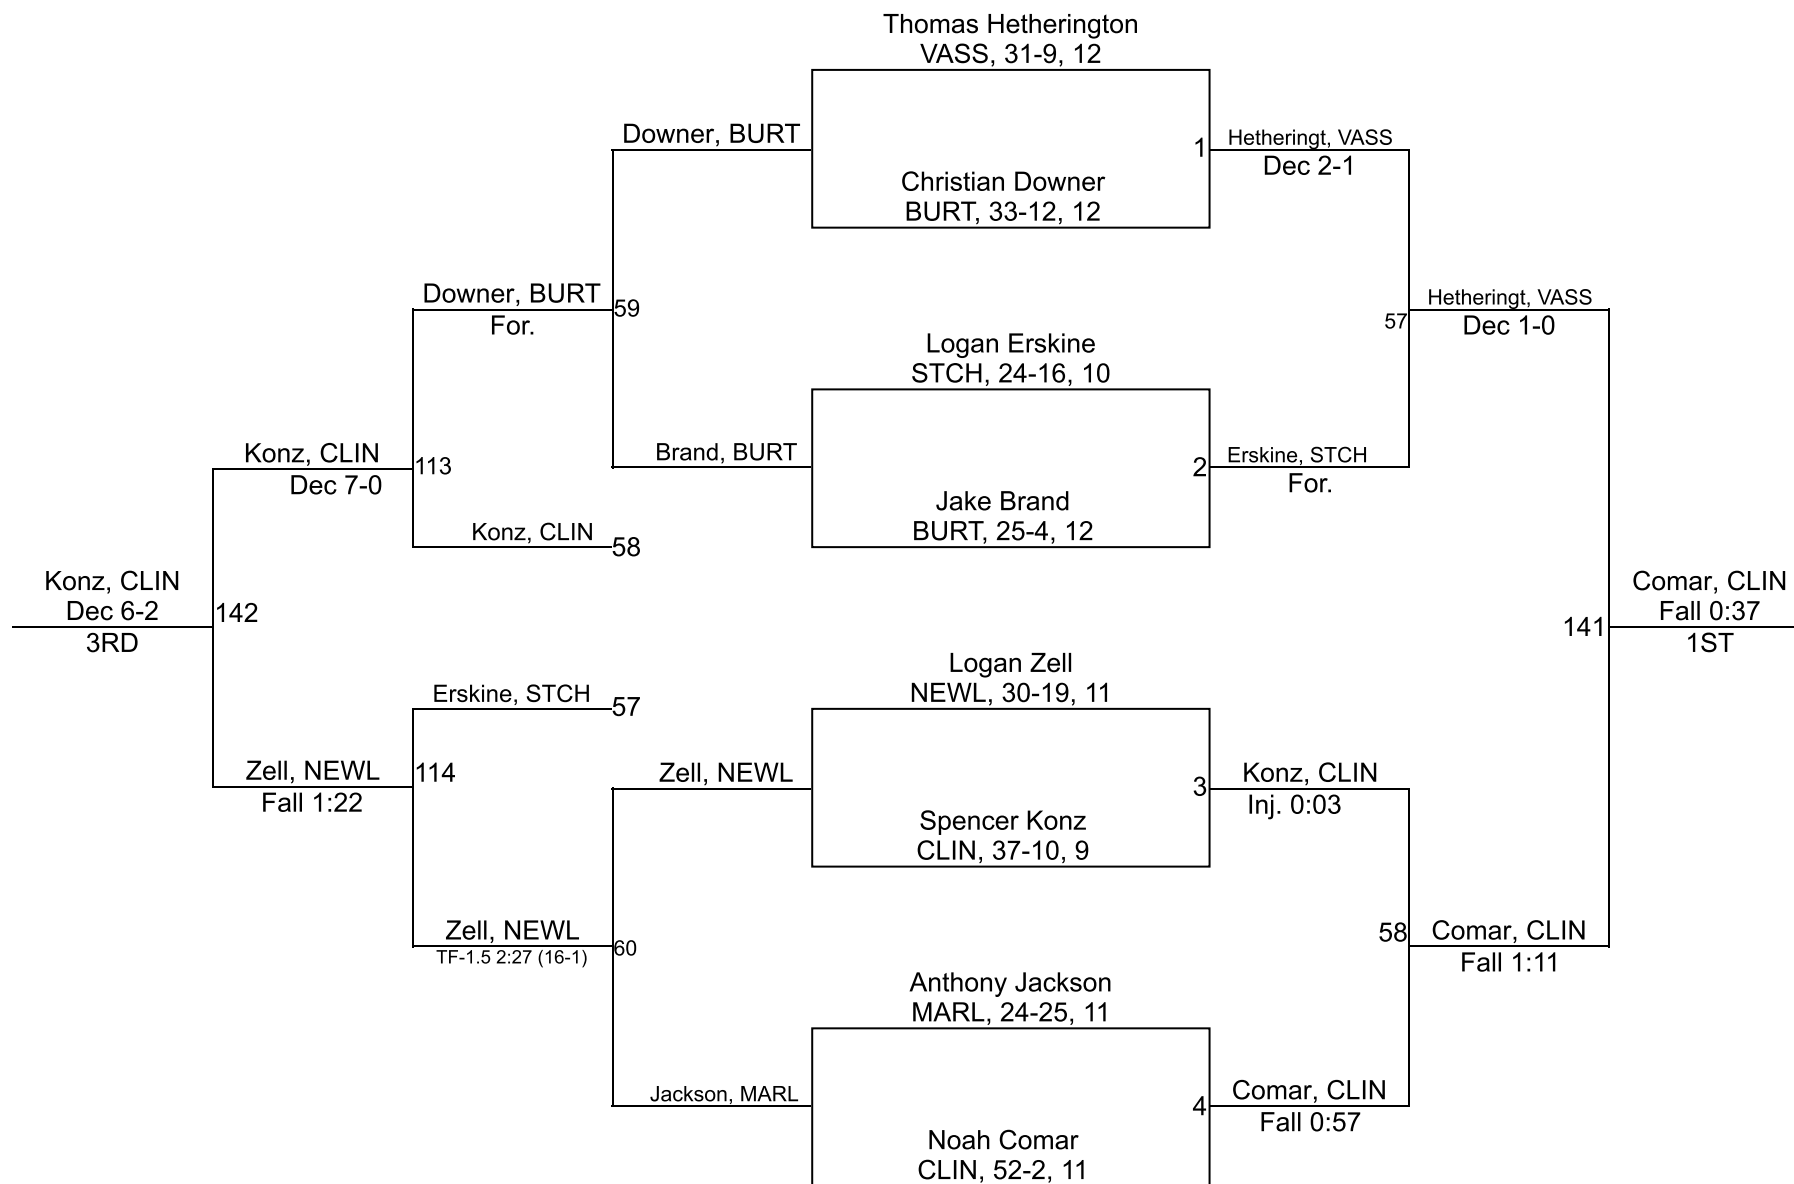 Thomas Hetherington
VASS, 31-9, 12
Downer, BURT
1
Hetheringt, VASS
Dec 2-1
Christian Downer
BURT, 33-12, 12
Downer, BURT
For.
59
Hetheringt, VASS
Dec 1-0
57
Logan Erskine
STCH, 24-16, 10
Konz, CLIN
Dec 7-0
113
Brand, BURT
2
Erskine, STCH
For.
Jake Brand
BURT, 25-4, 12
Konz, CLIN
58
Konz, CLIN
Dec 6-2
3RD
142
141
Comar, CLIN
Fall 0:37
1ST
Logan Zell
NEWL, 30-19, 11
Erskine, STCH
57
Zell, NEWL
Fall 1:22
114
Zell, NEWL
3
Konz, CLIN
Inj. 0:03
Spencer Konz
CLIN, 37-10, 9
Zell, NEWL
TF-1.5 2:27 (16-1)
60
58
Comar, CLIN
Fall 1:11
Anthony Jackson
MARL, 24-25, 11
Jackson, MARL
4
Comar, CLIN
Fall 0:57
Noah Comar
CLIN, 52-2, 11